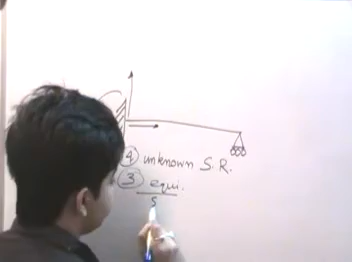 ④ unknown S.R.
③ equi.
S